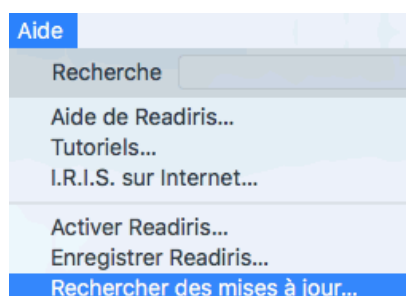 Aide
Recherche
Aide de Readiris...
Tutoriels...
I.R.I.S. sur Internet...
Activer Readiris...
Enregistrer Readiris...
Rechercher des mises à jour...